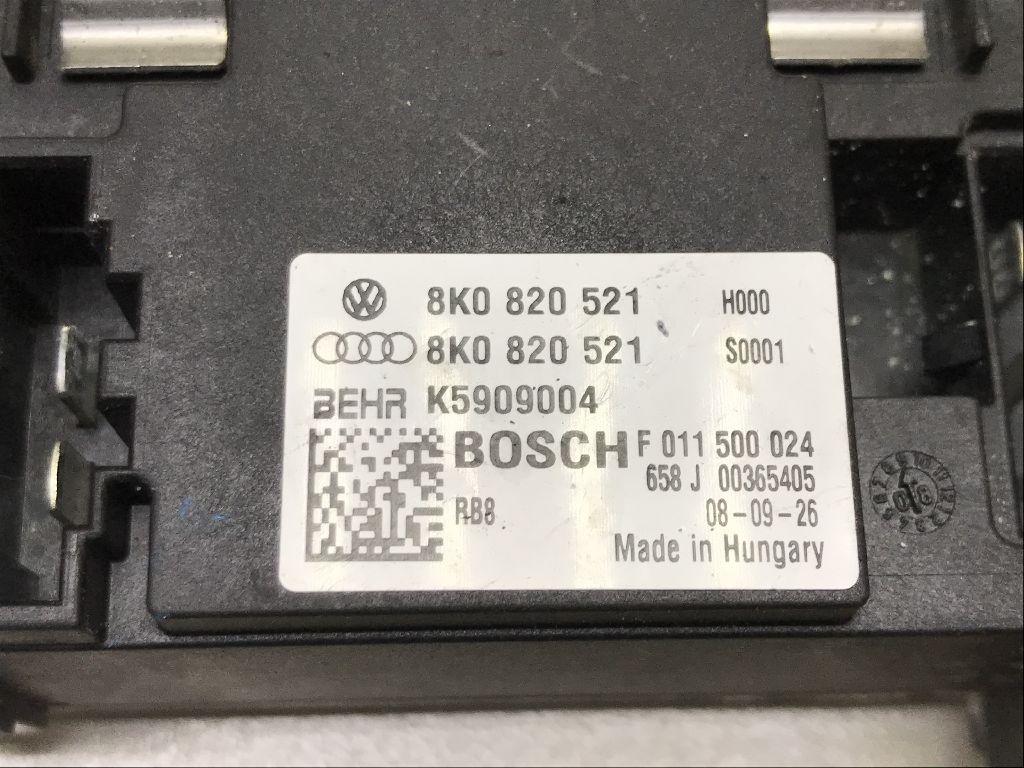 8K0 820 521 H000
8K0 820 521 S0001
BEHR K5909004
BOSCH F 011 500 024
658 J 00365405
RB8 08-09-26
Made in Hungary